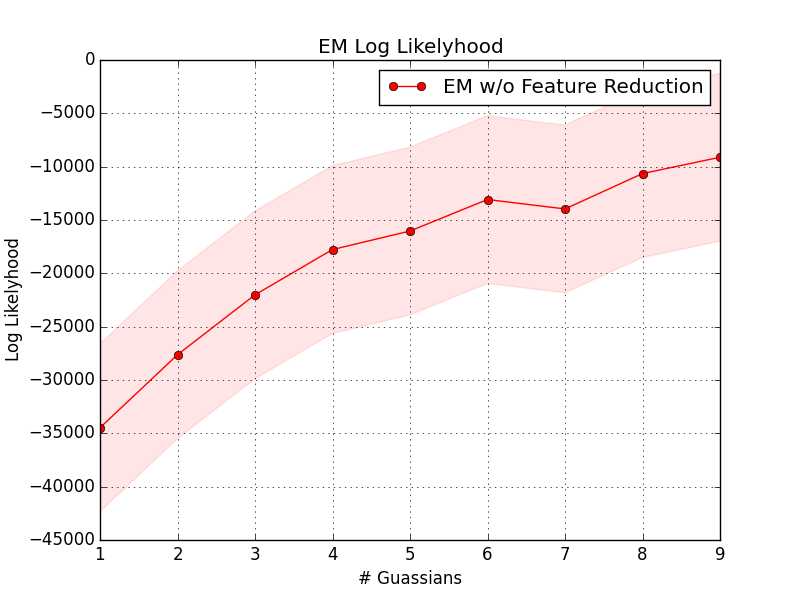 EM Log Likelyhood
EM w/o Feature Reduction
Log Likelyhood
0
−5000
−10000
−15000
−20000
−25000
−30000
−35000
−40000
−45000
1 2 3 4 5 6 7 8 9
# Guassians